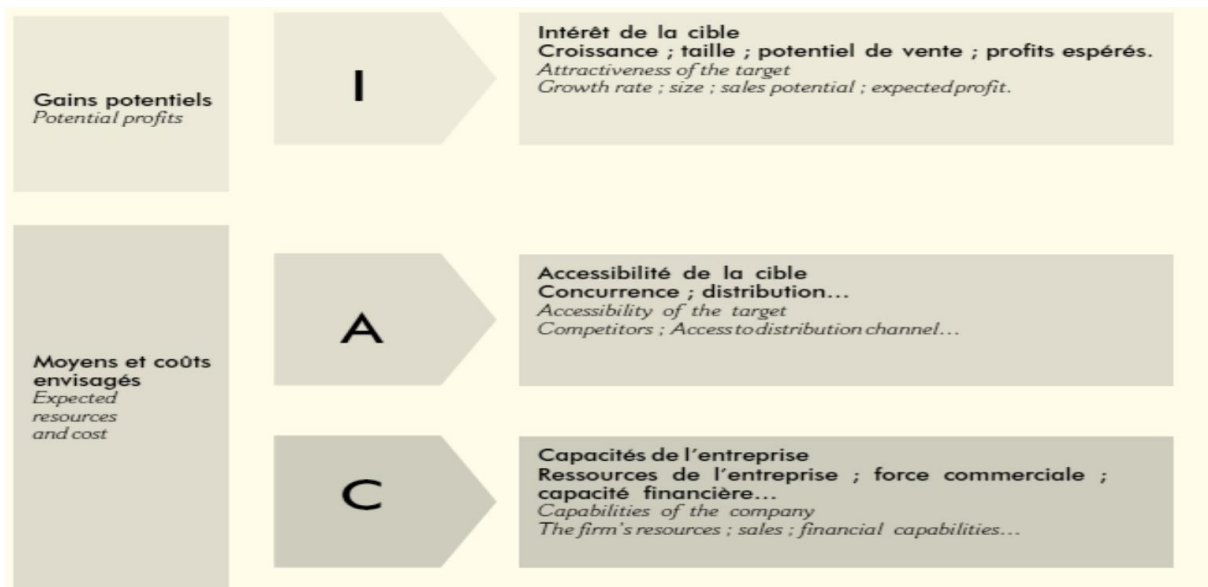 Gains potentiels
Potential profits
I
Intérêt de la cible
Croissance ; taille ; potentiel de vente ; profits espérés.
Attractiveness of the target
Growth rate ; size ; sales potential ; expected profit.
Moyens et coûts
envisagés
Expected
resources
and cost
A
Accessibilité de la cible
Concurrence ; distribution...
Accessibility of the target
Competitors ; Access to distribution channel...
C
Capacités de l'entreprise
Ressources de l'entreprise ; force commerciale ;
capacité financière...
Capabilities of the company
The firm's resources ; sales ; financial capabilities...